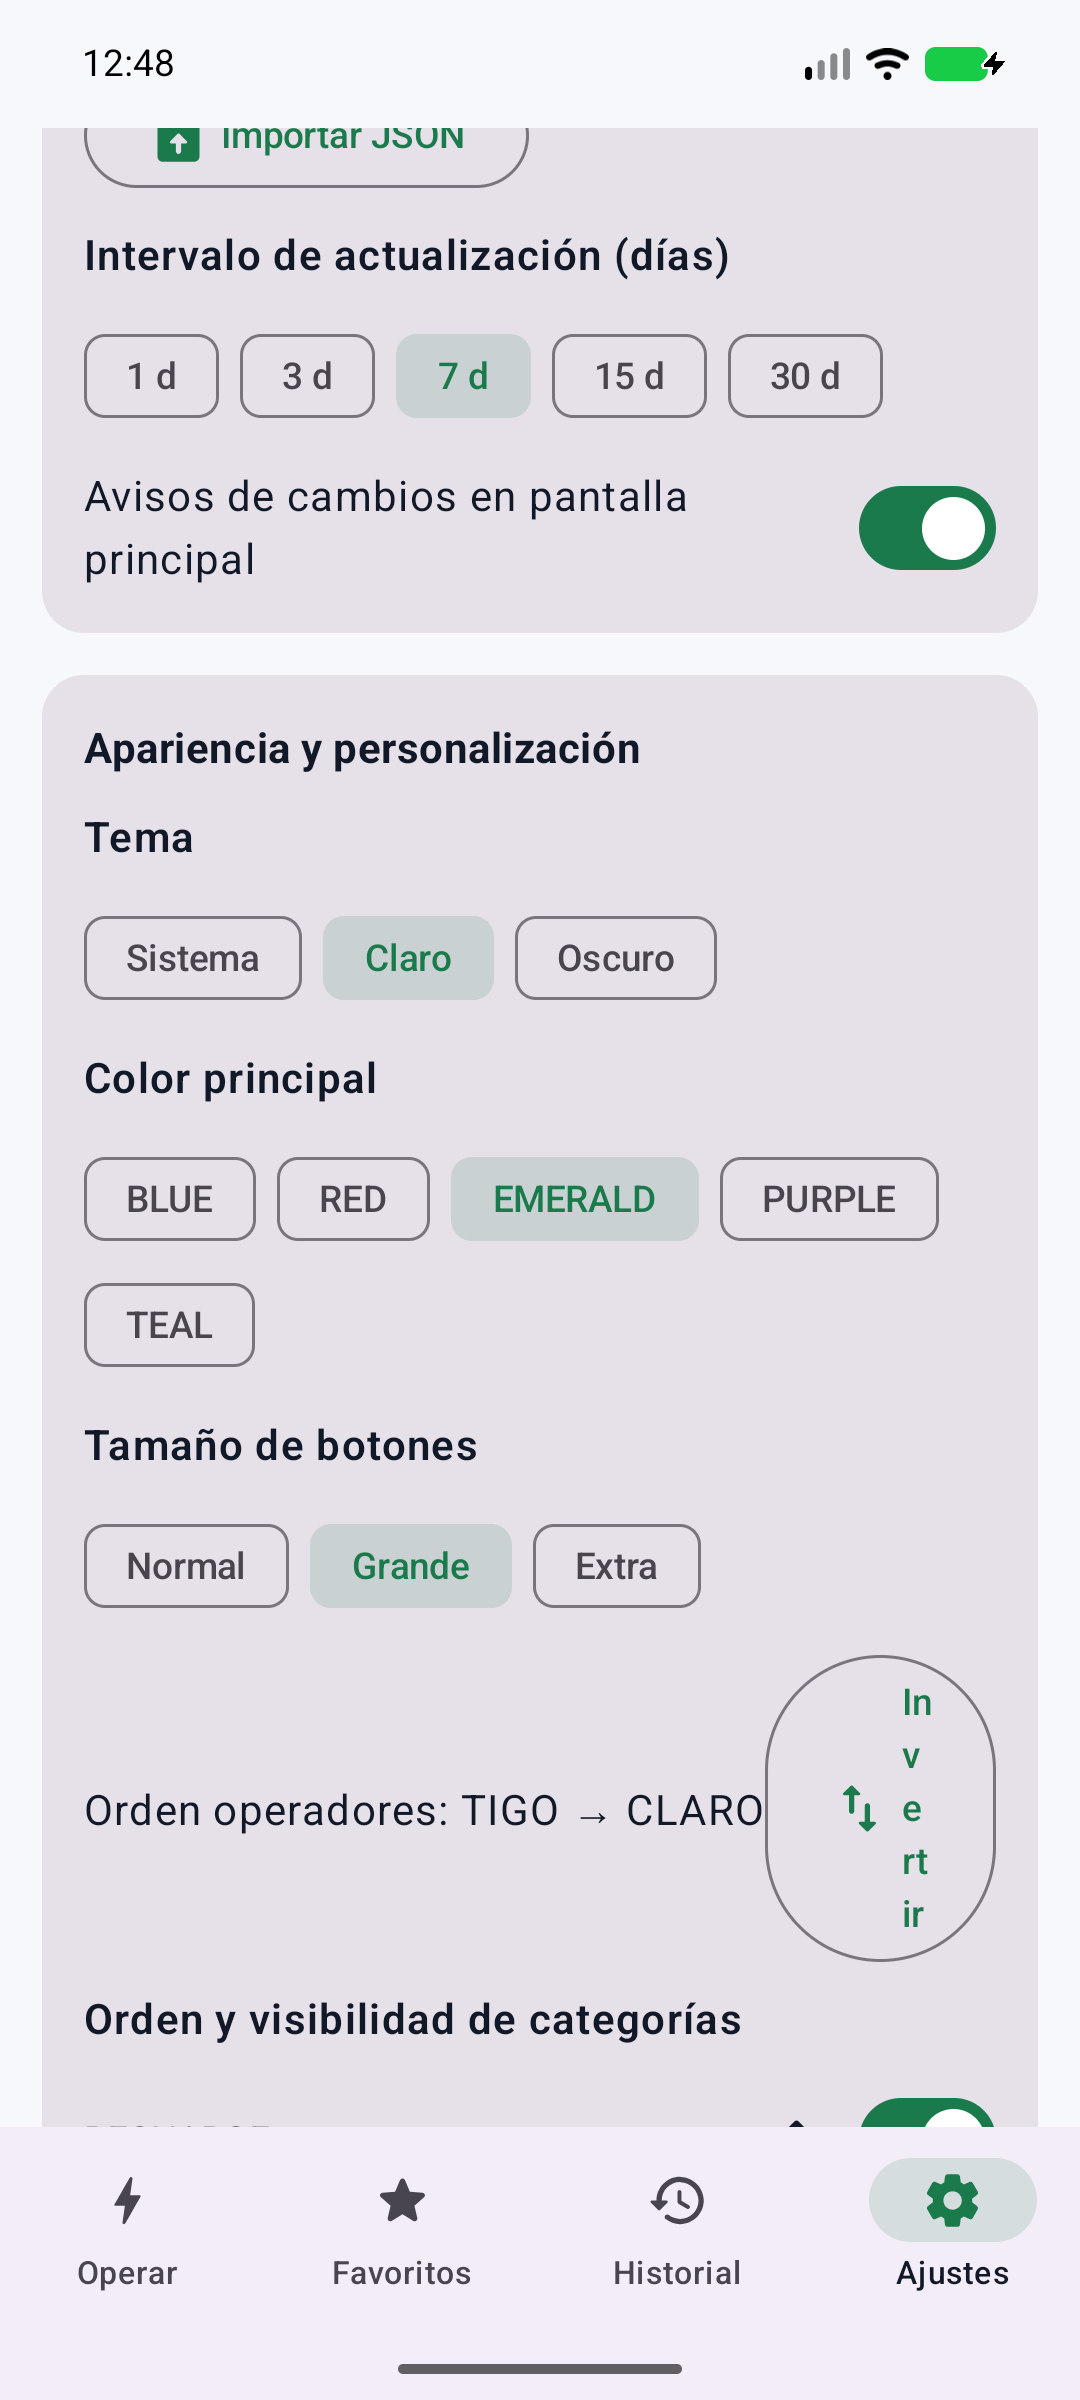 12:48
Importar JSON
Intervalo de actualización (días)
1 d
3 d
7 d
15 d
30 d
Avisos de cambios en pantalla
principal
Apariencia y personalización
Tema
Sistema
Claro
Oscuro
Color principal
BLUE
RED
EMERALD
PURPLE
TEAL
Tamaño de botones
Normal
Grande
Extra
Orden operadores: TIGO → CLARO
In
v
e
rt
ir
Orden y visibilidad de categorías
Operar
Favoritos
Historial
Ajustes